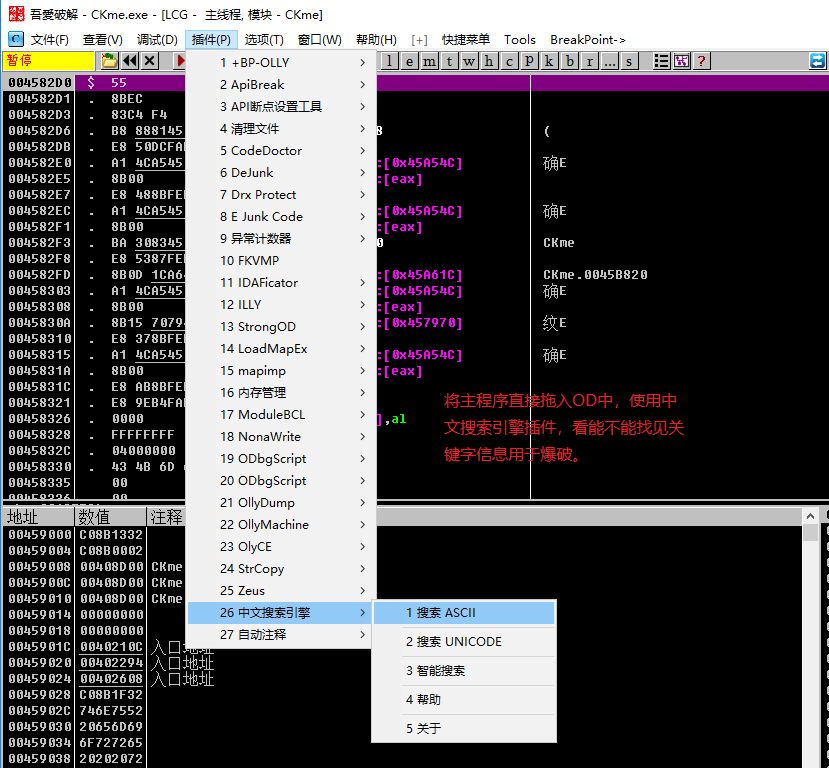 吾愛破解 - CKme.exe - [LCG - 主线程, 模块 - CKme]
C 文件(F) 查看(V) 调试(D) 插件(P) 选项(T) 窗口(W) 帮助(H) [+] 快捷菜单 Tools BreakPoint->
暂停 l e m t w h c p k b r ... s ?
1 +BP-OLLY
2 ApiBreak
3 API断点设置工具
4 清理文件
5 CodeDoctor
6 DeJunk
7 Drx Protect
8 E Junk Code
9 异常计数器
10 FKVMP
11 IDAFicator
12 ILLY
13 StrongOD
14 LoadMapEx
15 mapimp
16 内存管理
17 ModuleBCL
18 NonaWrite
19 ODbgScript
20 ODbgScript
21 OllyDump
22 OllyMachine
23 OlyCE
24 StrCopy
25 Zeus
26 中文搜索引擎
27 自动注释
1 搜索 ASCII
2 搜索 UNICODE
3 智能搜索
4 帮助
5 关于
004582D0 $ 55
004582D1 . 8BEC
004582D3 . 83C4 F4
004582D6 . B8 888145 8 (
004582DB . E8 50DCFA
004582E0 . A1 4CA545 :[0x45A54C] 确E
004582E5 . 8B00 :[eax]
004582E7 . E8 488BFE
004582EC . A1 4CA545 :[0x45A54C] 确E
004582F1 . 8B00 :[eax]
004582F3 . BA 308345 0 CKme
004582F8 . E8 5387FE
004582FD . 8B0D 1CA6 :[0x45A61C] CKme.0045B820
00458303 . A1 4CA545 :[0x45A54C] 确E
00458308 . 8B00 :[eax]
0045830A . 8B15 7079 :[0x457970] 纹E
00458310 . E8 378BFE
00458315 . A1 4CA545 :[0x45A54C] 确E
0045831A . 8B00 :[eax]
0045831C . E8 AB8BFE
00458321 . E8 9EB4FA
00458326 . 0000 ],al
00458328 . FFFFFFFF
0045832C . 04000000
00458330 . 43 4B 6D
00458335 00
00458336 00
将主程序直接拖入OD中，使用中
文搜索引擎插件，看能不能找见关
键字信息用于爆破。
地址 数值 注释
00459000 C08B1332
00459004 C08B0002
00459008 00408D00 CKme
0045900C 00408D00 CKme
00459010 00408D00 CKme
00459014 00000000
00459018 00000000
0045901C 0040210C 入口地址
00459020 00402294 入口地址
00459024 00402608 入口地址
00459028 C08B1F32
0045902C 746E7552
00459030 20656D69
00459034 6F727265
00459038 20202072